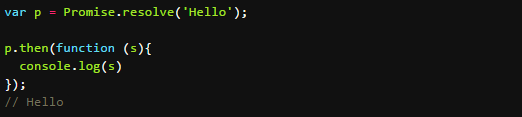 var p = Promise.resolve('Hello');
p.then(function (s){
  console.log(s)
});
// Hello